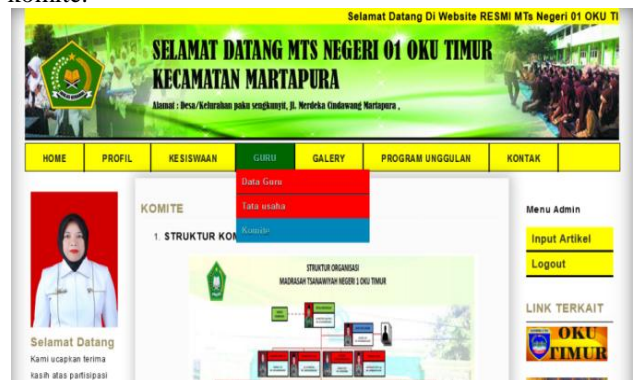 komite.
Selamat Datang Di Website RESMI MTs Negeri 01 OKU TI
SELAMAT DATANG MTS NEGERI 01 OKU TIMUR
KECAMATAN MARTAPURA
Alamat : Desa/Kelurahan paku sengkunyit, Jl. Merdeka Cindawang Martapura ,
HOME PROFIL KESISWAAN GURU GALERY PROGRAM UNGGULAN KONTAK
Data Guru
Tata usaha
Komite
KOMITE
1. STRUKTUR KOM
STRUKTUR ORGANISASI
MADRASAH TSANAWIYAH NEGERI 1 OKU TIMUR
Selamat Datang
Kami ucapkan terima
kasih atas partisipasi
Menu Admin
Input Artikel
Logout
LINK TERKAIT
OKU
TIMUR